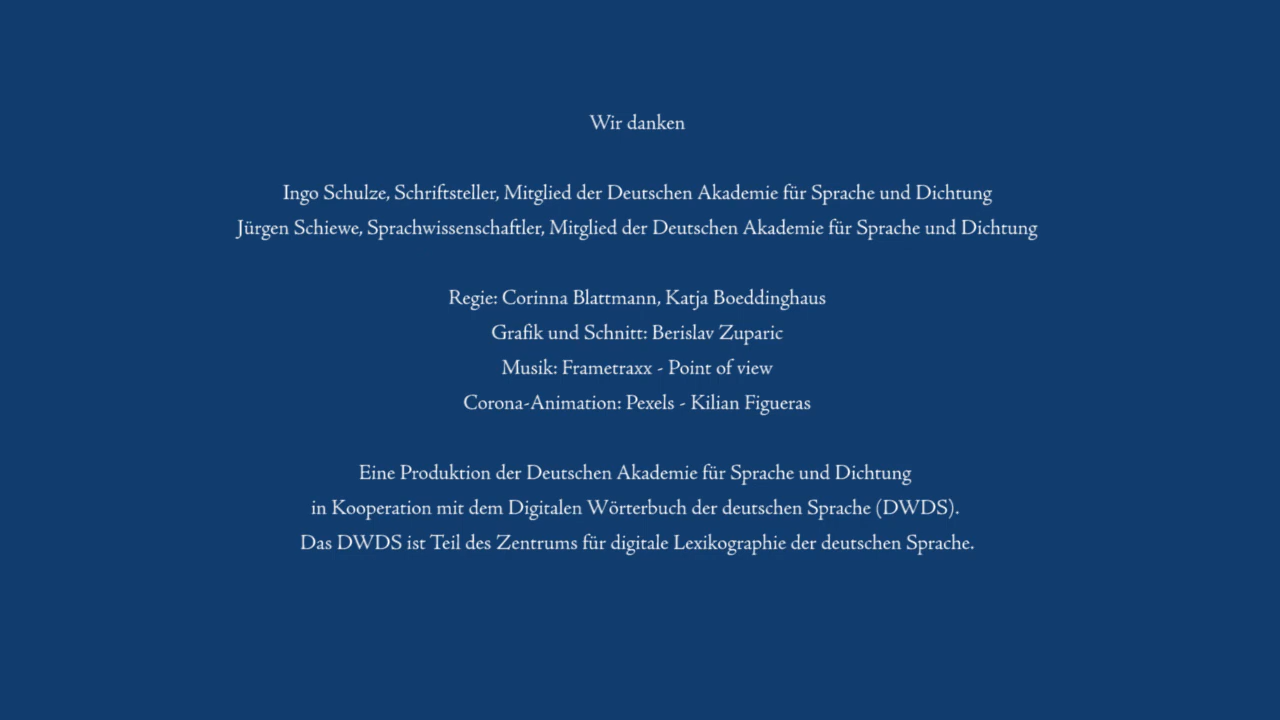 Wir danken
Ingo Schulze, Schriftsteller, Mitglied der Deutschen Akademie für Sprache und Dichtung
Jürgen Schiewe, Sprachwissenschaftler, Mitglied der Deutschen Akademie für Sprache und Dichtung
Regie: Corinna Blattmann, Katja Boeddinghaus
Grafik und Schnitt: Berislav Zuparic
Musik: Frametraxx - Point of view
Corona-Animation: Pexels - Kilian Figueras
Eine Produktion der Deutschen Akademie für Sprache und Dichtung
in Kooperation mit dem Digitalen Wörterbuch der deutschen Sprache (DWDS).
Das DWDS ist Teil des Zentrums für digitale Lexikographie der deutschen Sprache.